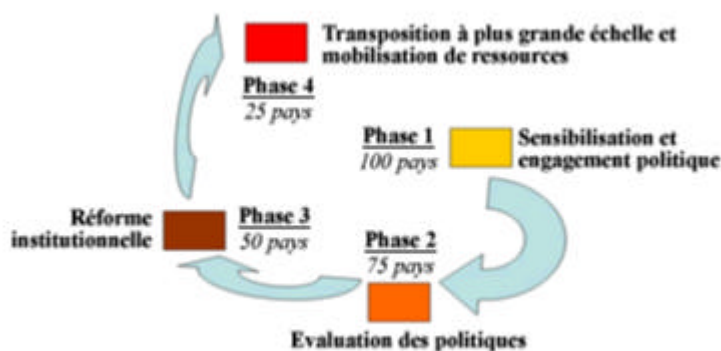 Transposition à plus grande échelle et
mobilisation de ressources
Phase 4
25 pays
Phase 1
100 pays
Sensibilisation et
engagement politique
Réforme
institutionnelle
Phase 3
50 pays
Phase 2
75 pays
Evaluation des politiques